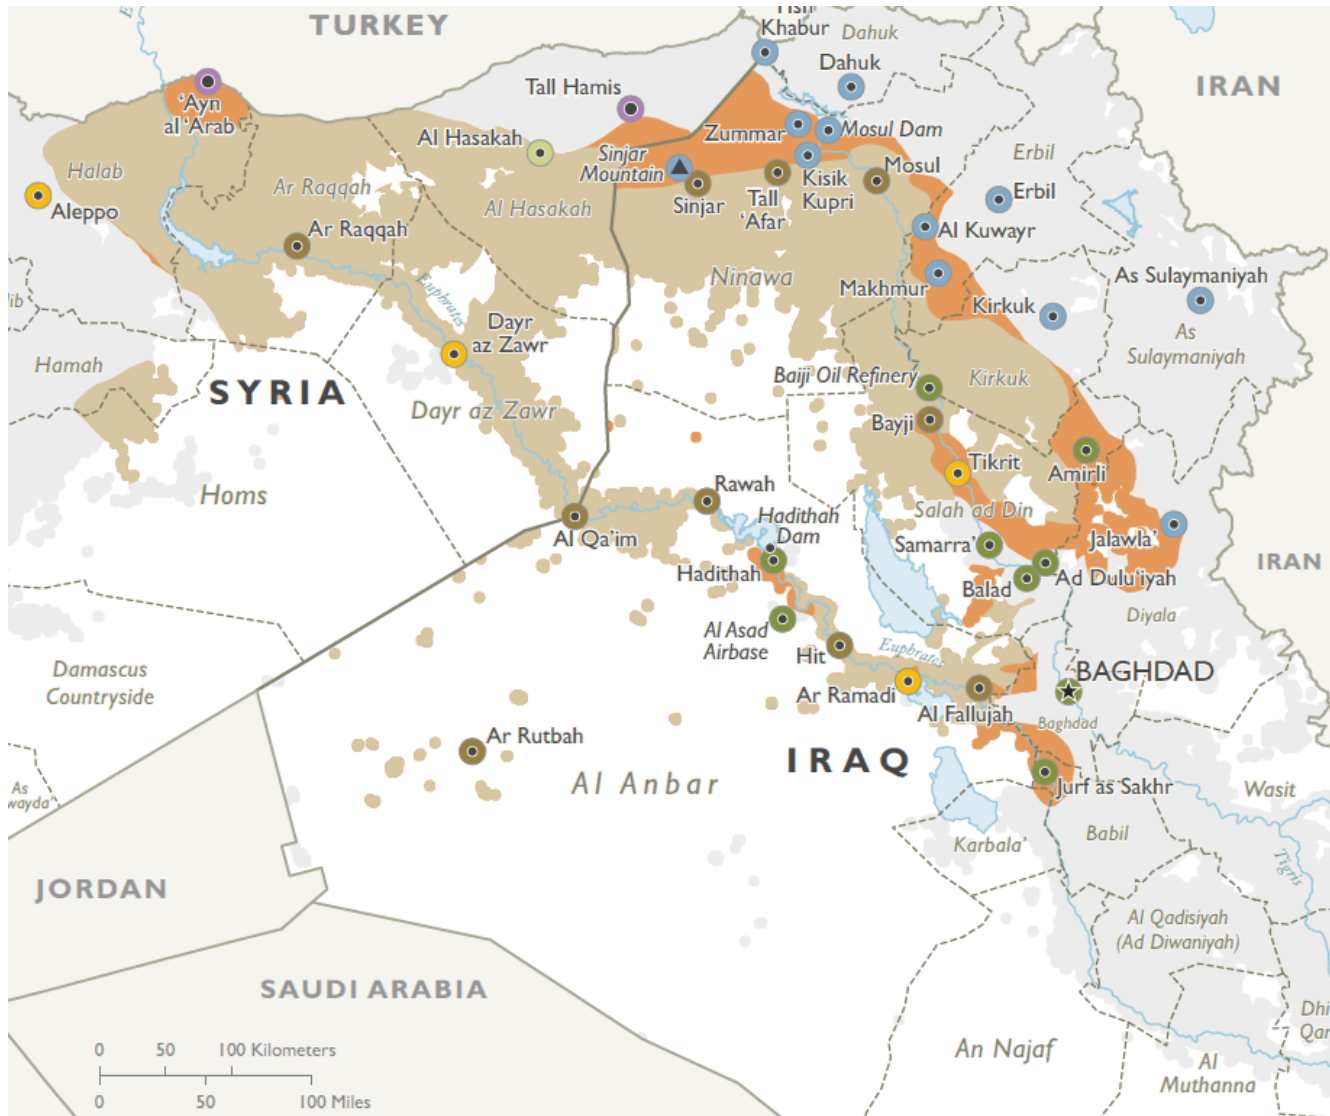 TURKEY
Khabur
Dahuk
Dahuk
IRAN
Tall Hamis
‘Ayn
al ‘Arab
Al Hasakah
Zummar
Mosul Dam
Sinjar
Mountain
Erbil
Halab
Ar Raqqah
Al Hasakah
Mosul
Kisik
Kupri
Tall
‘Afar
Sinjar
Erbil
Aleppo
Ar Raqqah
Al Kuwayr
Euphrates
Ninawa
Makhmur
As Sulaymaniyah
Kirkuk
As
Sulaymaniyah
Dayr
az Zawr
Hamah
SYRIA
Baiji Oil Refinery
Kirkuk
Dayr az Zawr
Bayji
Tikrit
Amirli
Homs
Rawah
Salah ad Din
Hadithah
Dam
Al Qa’im
Samarra’
Jalawla’
IRAN
Hadithah
Balad
Ad Dulu‘iyah
Diyala
Al Asad
Airbase
Hit
Euphrates
Damascus
Countryside
BAGHDAD
Ar Ramadi
Al Fallujah
Baghdad
Ar Rutbah
IRAQ
Al Anbar
Jurf as Sakhr
As
wayda’
Wasit
Karbala’
Babil
Tigris
JORDAN
Al Qadisiyah
(Ad Diwaniyah)
SAUDI ARABIA
Dhi
Qar
An Najaf
Al
Muthanna
0 50 100 Kilometers
0 50 100 Miles